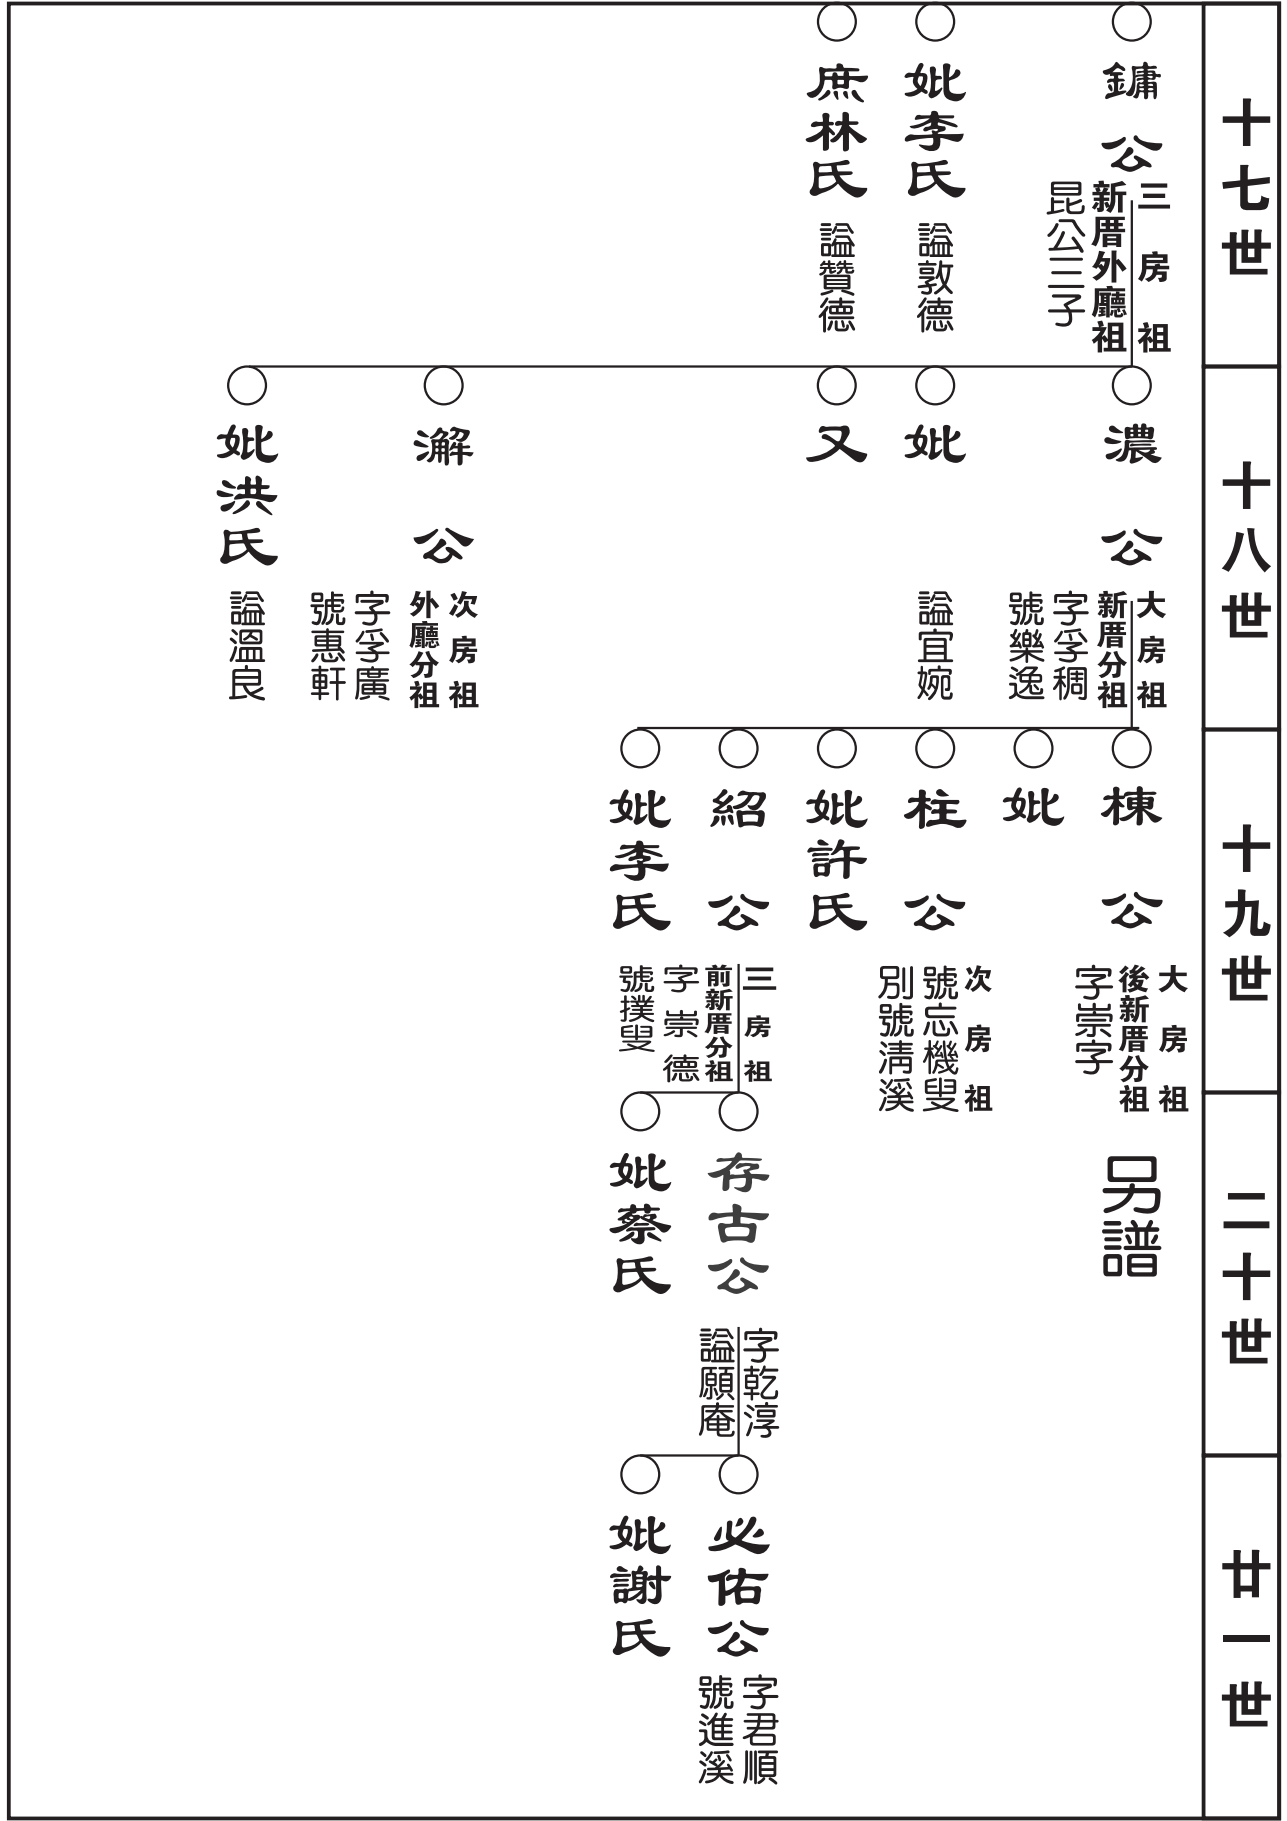 十七世
鏞公
三房祖
新厝外廳祖
昆公三子
妣李氏
謚敦德
庶林氏
謚贊德
十八世
濃公
大房祖
新厝分祖
字孚稠
號樂逸
妣
謚宜婉
又
澥公
次房祖
外廳分祖
字孚廣
號惠軒
妣洪氏
謚溫良
十九世
棟公
大房祖
後新厝分祖
字崇字
妣
柱公
次房祖
號忘機叟
別號清溪
妣許氏
紹公
三房祖
前新厝分祖
字崇德
號撲叟
妣李氏
二十世
另譜
存古公
字乾淳
謚願庵
妣蔡氏
廿一世
必佑公
字君順
號進溪
妣謝氏